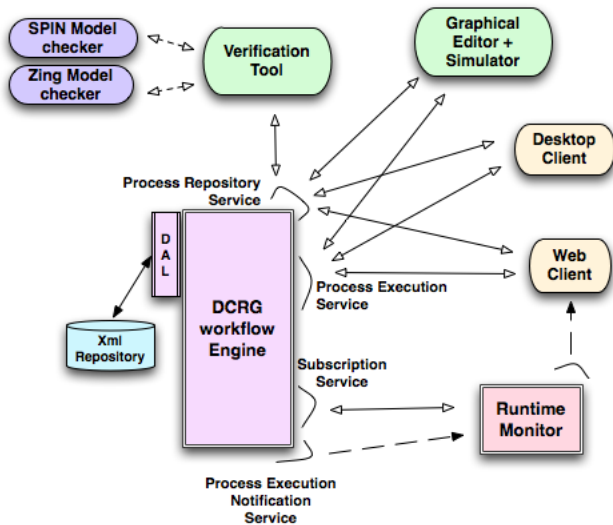 SPIN Model
checker
Zing Model
checker
Verification
Tool
Graphical
Editor +
Simulator
Desktop
Client
Process Repository
Service
D
A
L
DCRG
workflow
Engine
Web
Client
Process Execution
Service
Xml
Repository
Subscription
Service
Runtime
Monitor
Process Execution
Notification
Service